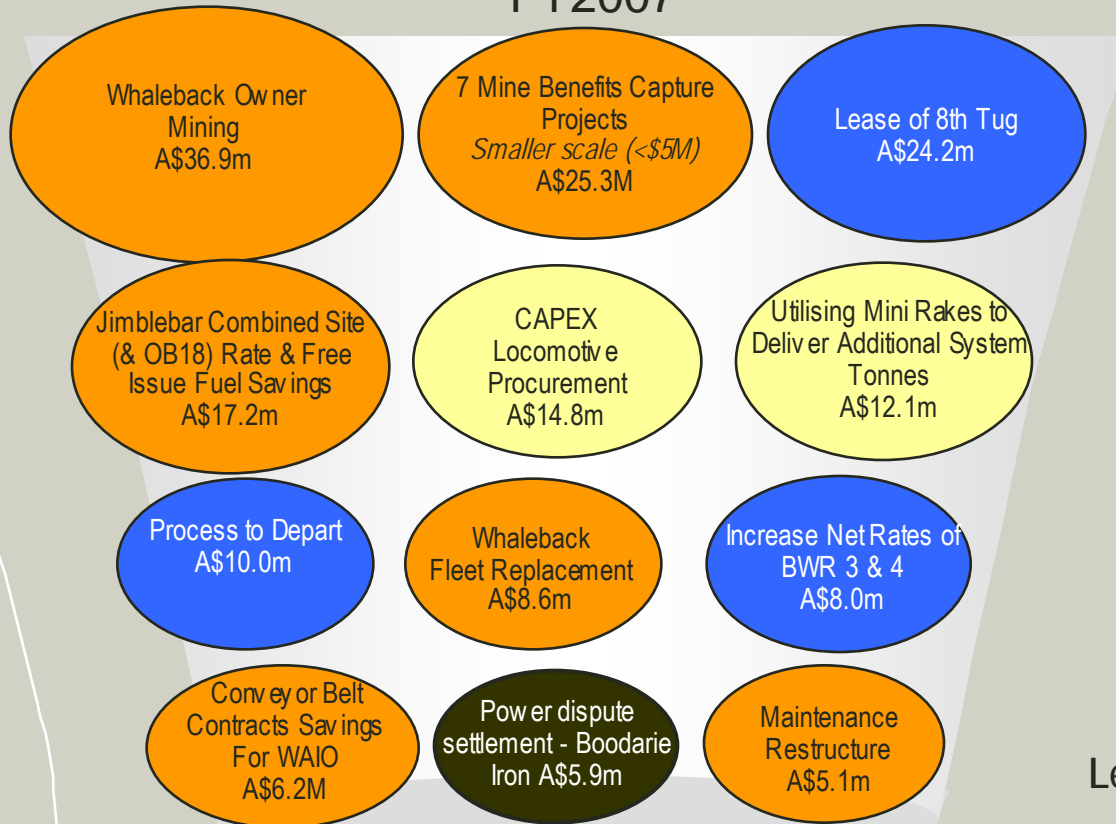 FY2007
Whaleback Owner
Mining
A$36.9m
7 Mine Benefits Capture
Projects
Smaller scale (<$5M)
A$25.3M
Lease of 8th Tug
A$24.2m
Jimblebar Combined Site
(& OB18) Rate & Free
Issue Fuel Savings
A$17.2m
CAPEX
Locomotive
Procurement
A$14.8m
Utilising Mini Rakes to
Deliver Additional System
Tonnes
A$12.1m
Process to Depart
A$10.0m
Whaleback
Fleet Replacement
A$8.6m
Increase Net Rates of
BWR 3 & 4
A$8.0m
Conveyor Belt
Contracts Savings
For WAIO
A$6.2M
Power dispute
settlement - Boodarie
Iron A$5.9m
Maintenance
Restructure
A$5.1m
Le